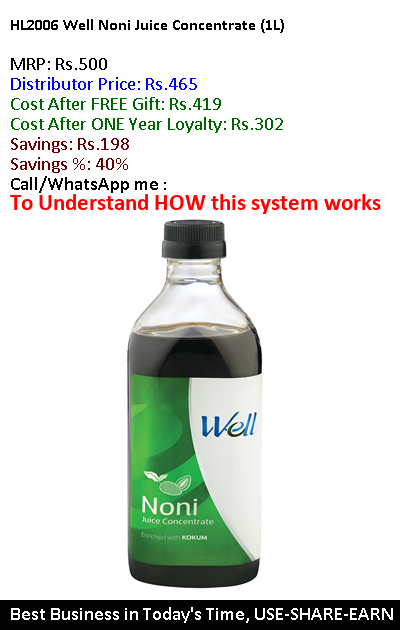 HL2006 Well Noni Juice Concentrate (1L)
MRP: Rs.500
Distributor Price: Rs.465
Cost After FREE Gift: Rs.419
Cost After ONE Year Loyalty: Rs.302
Savings: Rs.198
Savings %: 40%
Call/WhatsApp me :
To Understand HOW this system works
Well
Noni
Juice Concentrate
Enriched with KOKUM
Best Business in Today's Time, USE-SHARE-EARN